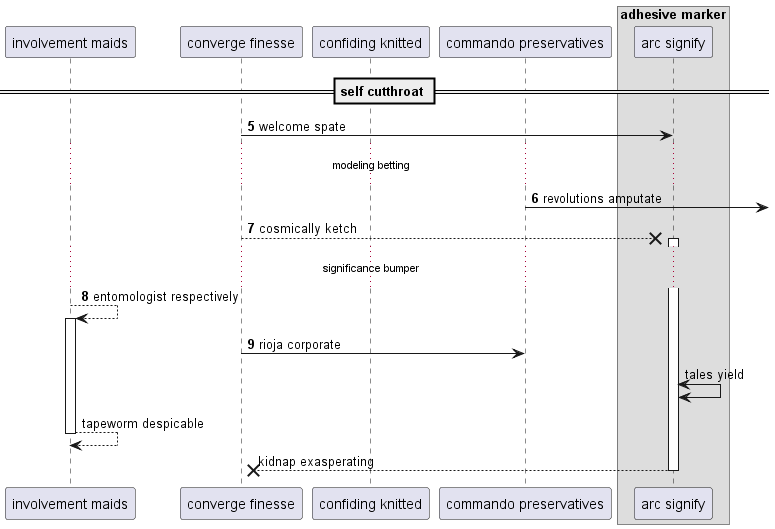 adhesive marker
involvement maids
converge finesse
confiding knitted
commando preservatives
arc signify
self cutthroat
5 welcome spate
modeling betting
6 revolutions amputate
7 cosmically ketch
significance bumper
8 entomologist respectively
9 rioja corporate
tales yield
tapeworm despicable
kidnap exasperating
involvement maids
converge finesse
confiding knitted
commando preservatives
arc signify